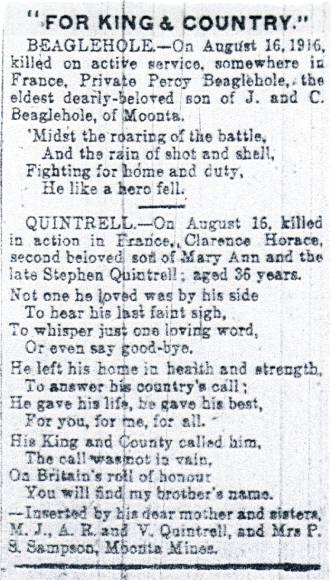 "FOR KING & COUNTRY."
BEAGLEHOLE.—On August 16, 1916,
killed on active service, somewhere in
France, Private Percy Beaglehole, the
eldest dearly-beloved son of J. and C.
Beaglehole, of Moonta.
'Midst the roaring of the battle,
And the rain of shot and shell,
Fighting for home and duty,
He like a hero fell.
QUINTRELL.—On August 16, killed
in action in France, Clarence Horace,
second beloved son of Mary Ann and the
late Stephen Quintrell; aged 36 years.
Not one he loved was by his side
To hear his last faint sigh,
To whisper just one loving word,
Or even say good-bye.
He left his home in health and strength,
To answer his country's call;
He gave his life, he gave his best,
For you, for me, for all.
His King and County called him,
The call was not in vain,
On Britain's roll of honour
You will find my brother's name.
—Inserted by his dear mother and sisters,
M. J., A. R. and V. Quintrell, and Mrs P.
S. Sampson, Moonta Mines.